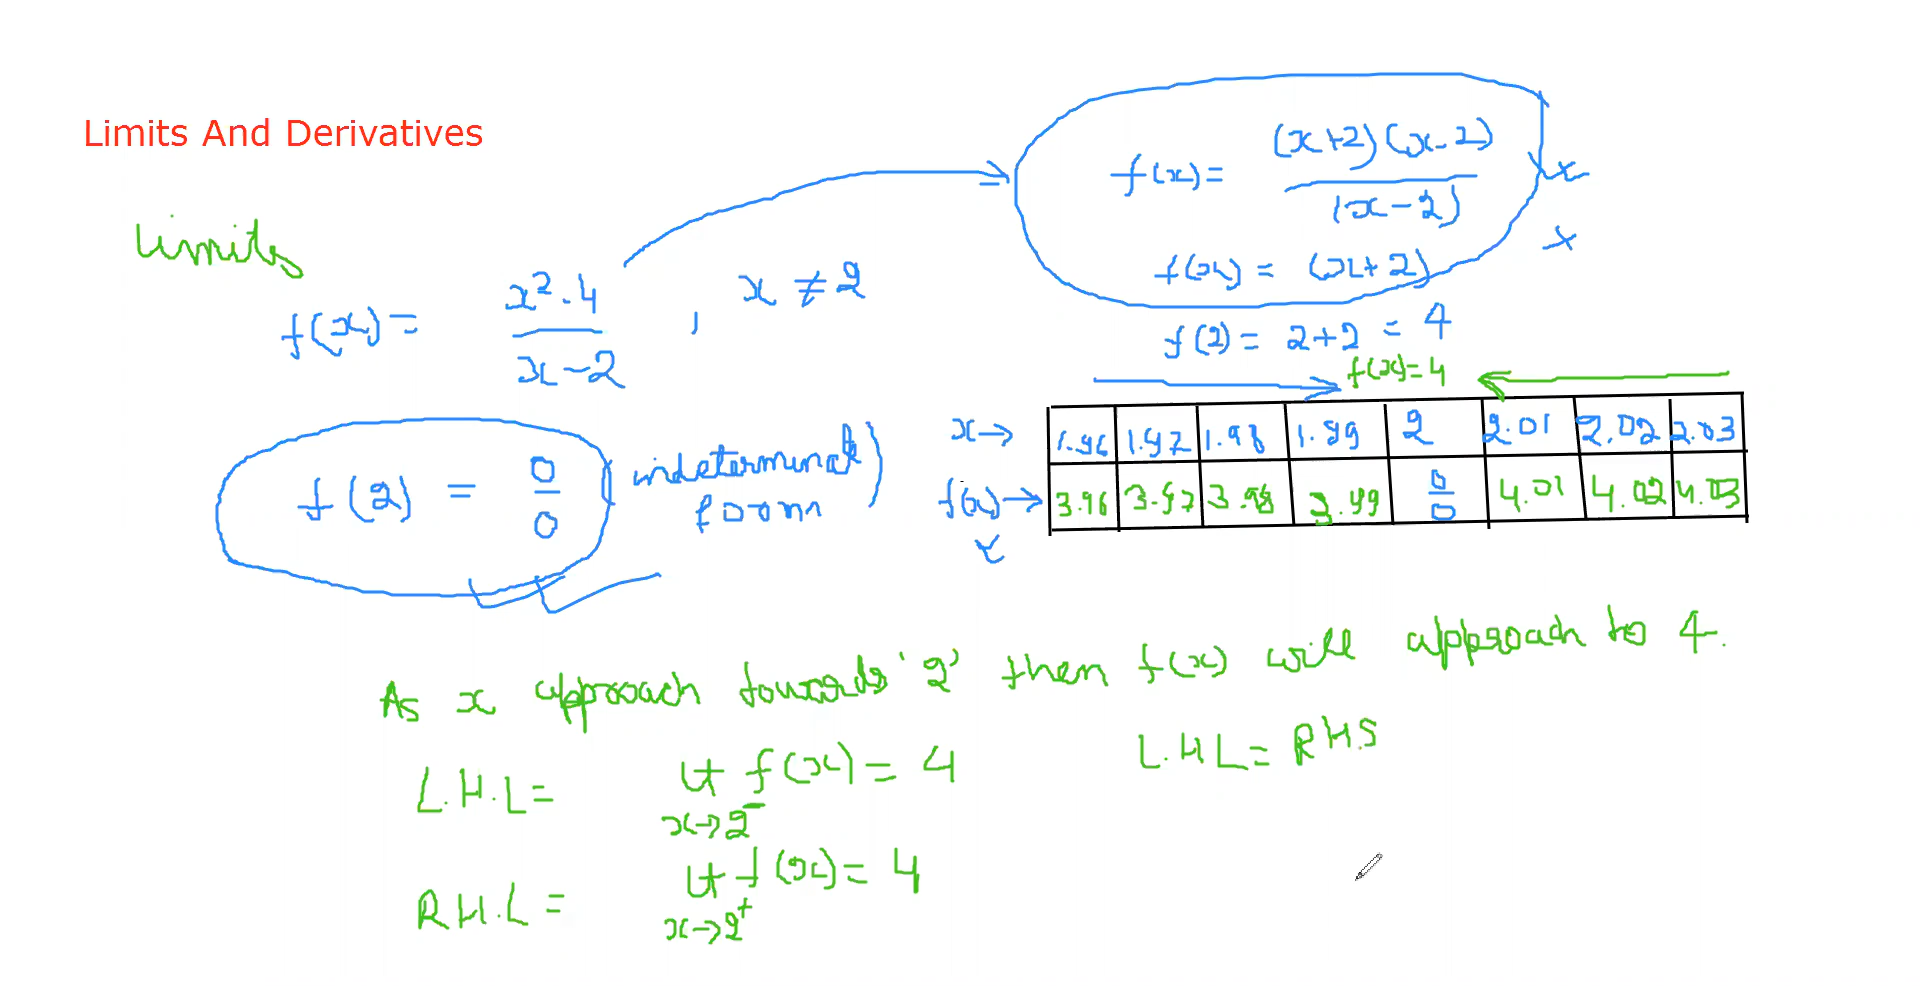 Limits And Derivatives
Limits
f(x) = x² - 4 / x - 2 , x ≠ 2
f(x) = (x+2)(x-2) / (x-2)
f(x) = (x+2)
f(2) = 2+2 = 4
f(x) = 4
f(2) = 0/0 (indeterminate form)
x → 1.96 1.97 1.98 1.99 2 2.01 2.02 2.03
f(x) → 3.96 3.97 3.98 3.99 0/0 4.01 4.02 4.03
As x approach towards '2' then f(x) will approach to 4.
L.H.L = Lt f(x) = 4
x→2⁻
L.H.L = R.H.S
R.H.L = Lt f(x) = 4
x→2⁺